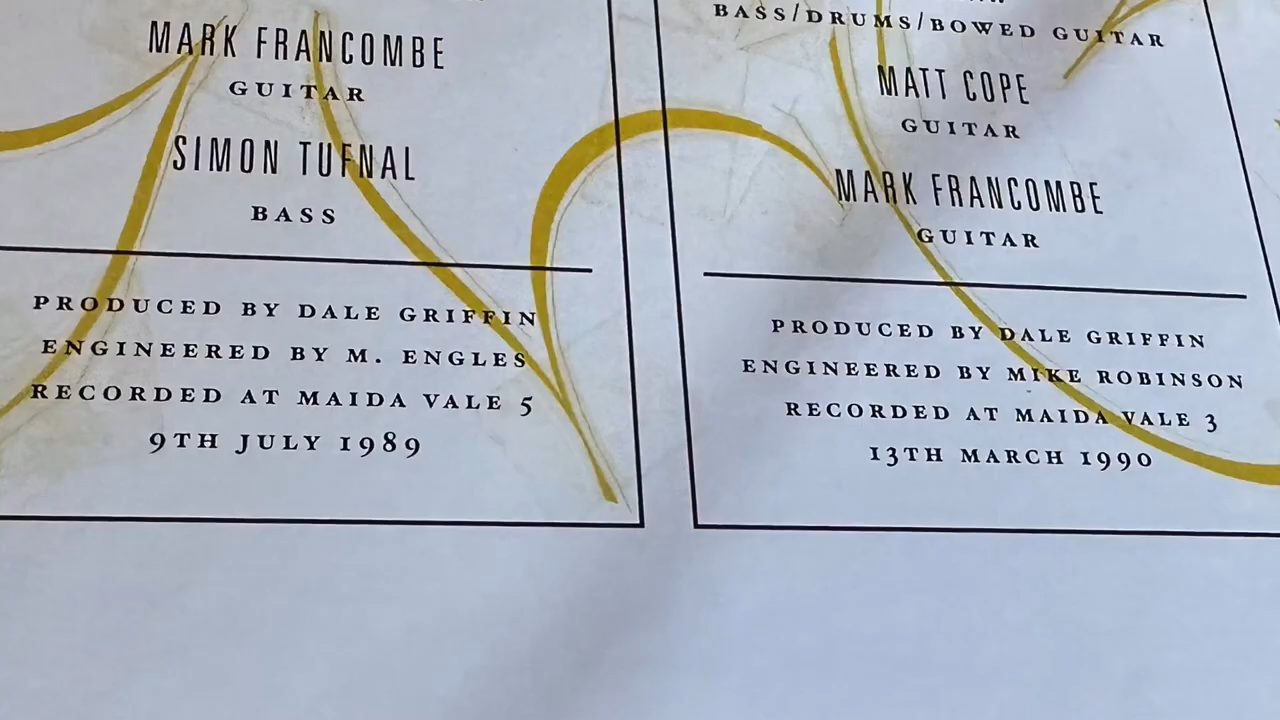 MARK FRANCOMBE
GUITAR
SIMON TUFNAL
BASS
PRODUCED BY DALE GRIFFIN
ENGINEERED BY M. ENGLES
RECORDED AT MAIDA VALE 5
9TH JULY 1989
BASS/DRUMS/BOWED GUITAR
MATT COPE
GUITAR
MARK FRANCOMBE
GUITAR
PRODUCED BY DALE GRIFFIN
ENGINEERED BY MIKE ROBINSON
RECORDED AT MAIDA VALE 3
13TH MARCH 1990